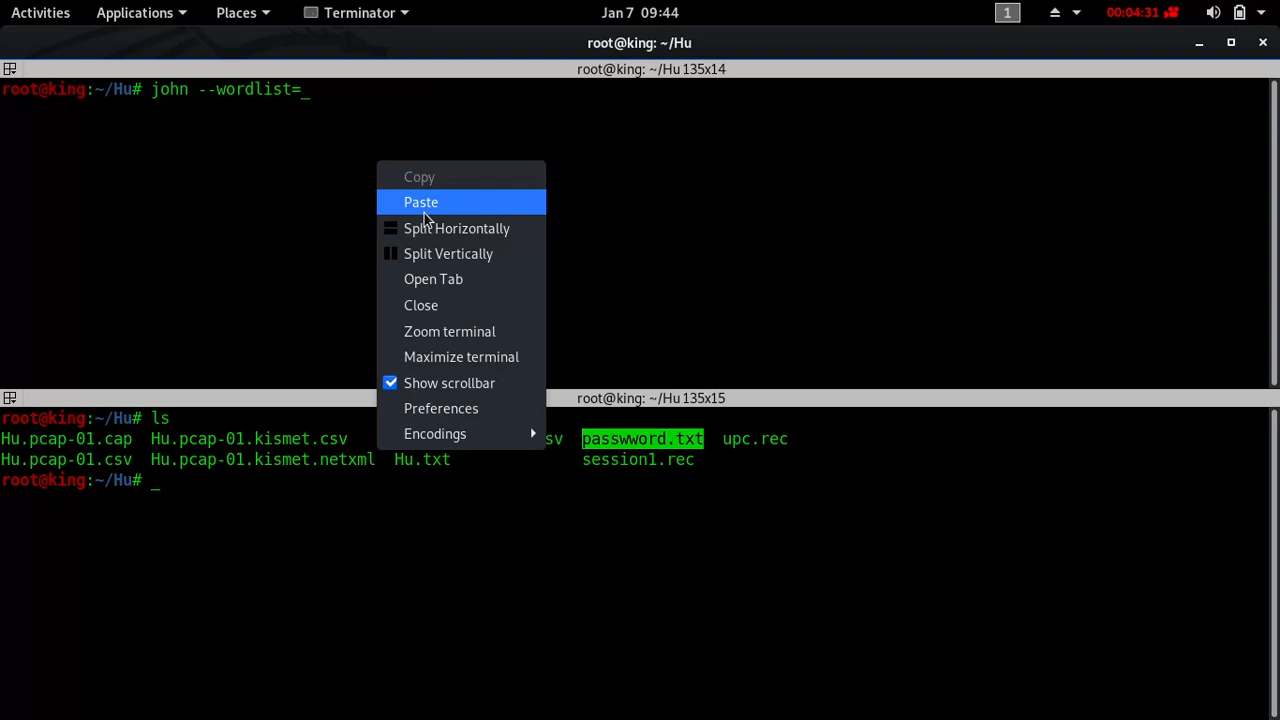 Activities Applications Places Terminator Jan 7 09:44 1 00:04:31
root@king: ~/Hu
root@king: ~/Hu 135x14
root@king:~/Hu# john --wordlist=_
Copy
Paste
Split Horizontally
Split Vertically
Open Tab
Close
Zoom terminal
Maximize terminal
Show scrollbar
Preferences
Encodings
root@king: ~/Hu 135x15
root@king:~/Hu# ls
Hu.pcap-01.cap Hu.pcap-01.kismet.csv sv passwword.txt upc.rec
Hu.pcap-01.csv Hu.pcap-01.kismet.netxml Hu.txt session1.rec
root@king:~/Hu# _